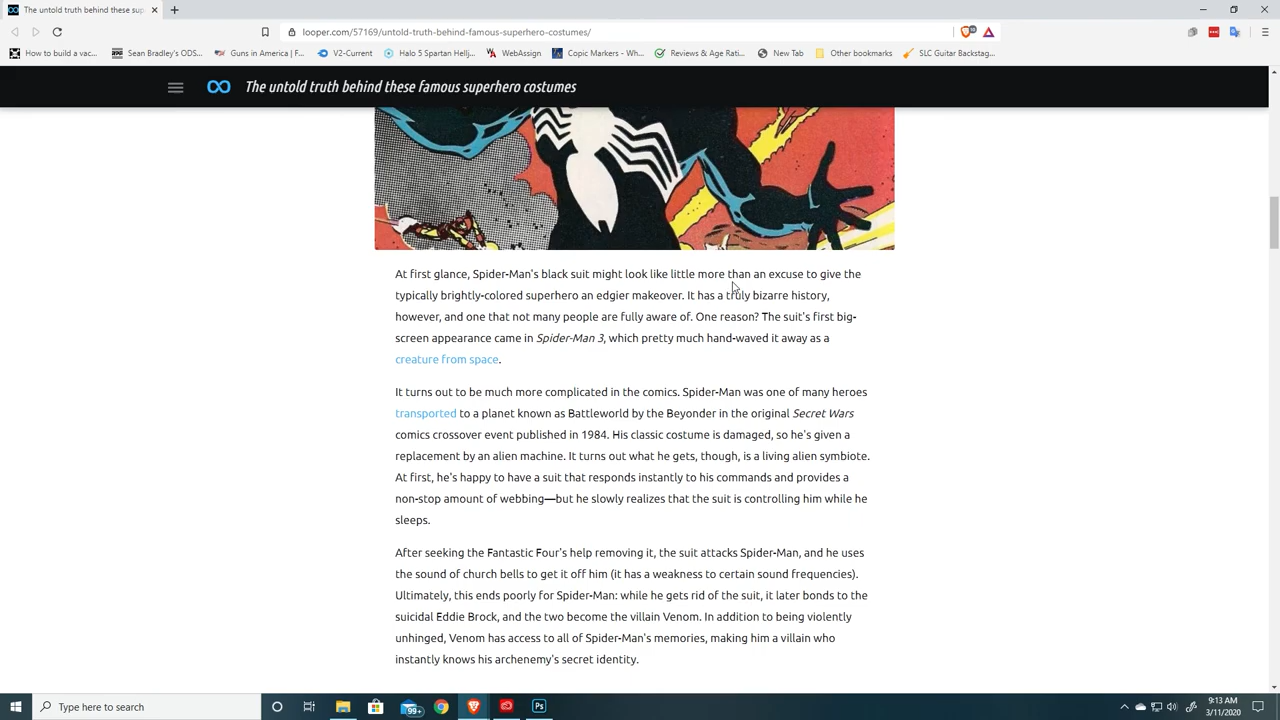 The untold truth behind these sup
looper.com/57169/untold-truth-behind-famous-superhero-costumes/
How to build a vac...
Sean Bradley's ODS...
Guns in America | F...
V2-Current
Halo 5 Spartan Hellj...
WebAssign
Copic Markers - Wh...
Reviews & Age Rati...
New Tab
Other bookmarks
SLC Guitar Backstag...
The untold truth behind these famous superhero costumes
At first glance, Spider-Man's black suit might look like little more than an excuse to give the
typically brightly-colored superhero an edgier makeover. It has a truly bizarre history,
however, and one that not many people are fully aware of. One reason? The suit's first big-
screen appearance came in Spider-Man 3, which pretty much hand-waved it away as a
creature from space.
It turns out to be much more complicated in the comics. Spider-Man was one of many heroes
transported to a planet known as Battleworld by the Beyonder in the original Secret Wars
comics crossover event published in 1984. His classic costume is damaged, so he's given a
replacement by an alien machine. It turns out what he gets, though, is a living alien symbiote.
At first, he's happy to have a suit that responds instantly to his commands and provides a
non-stop amount of webbing—but he slowly realizes that the suit is controlling him while he
sleeps.
After seeking the Fantastic Four's help removing it, the suit attacks Spider-Man, and he uses
the sound of church bells to get it off him (it has a weakness to certain sound frequencies).
Ultimately, this ends poorly for Spider-Man: while he gets rid of the suit, it later bonds to the
suicidal Eddie Brock, and the two become the villain Venom. In addition to being violently
unhinged, Venom has access to all of Spider-Man's memories, making him a villain who
instantly knows his archenemy's secret identity.
Type here to search
99+
Ps
9:13 AM
3/11/2020